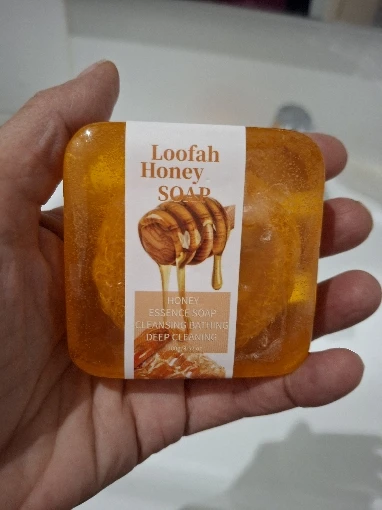 Loofah
Honey
SOAP
HONEY
ESSENCE SOAP
CLEANSING BATHING
DEEP CLEANING